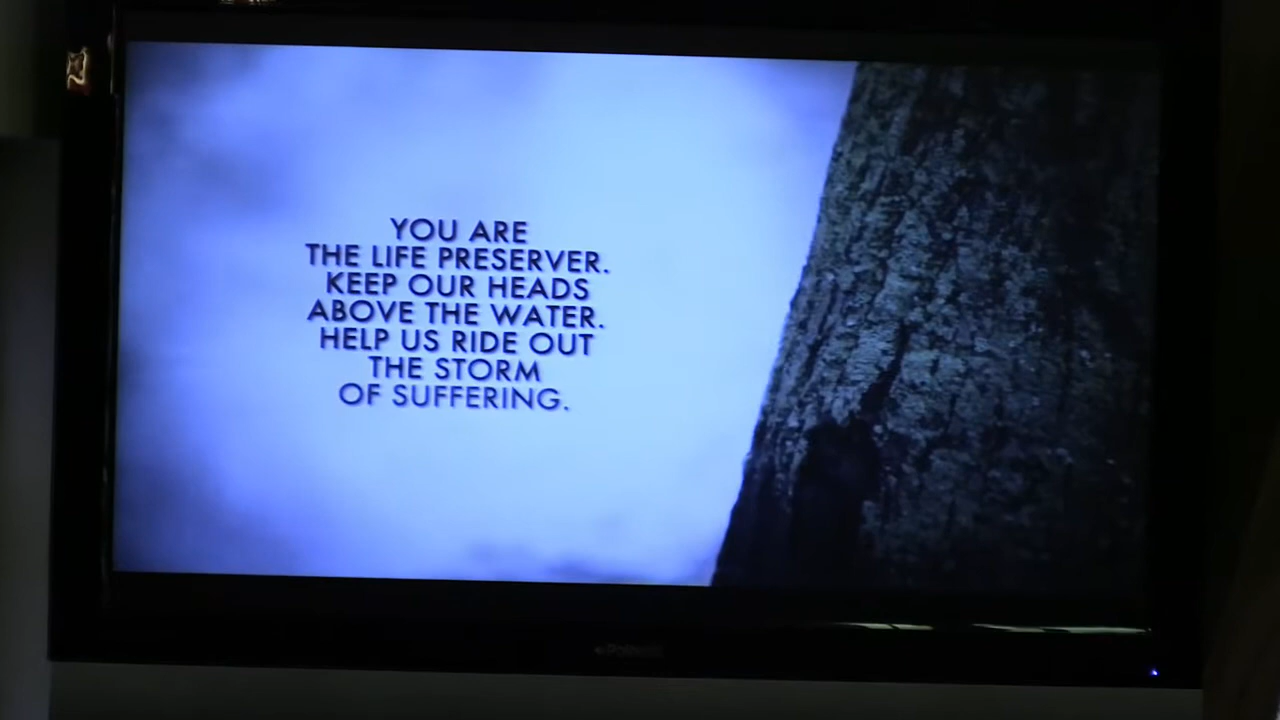 YOU ARE
THE LIFE PRESERVER.
KEEP OUR HEADS
ABOVE THE WATER.
HELP US RIDE OUT
THE STORM
OF SUFFERING.